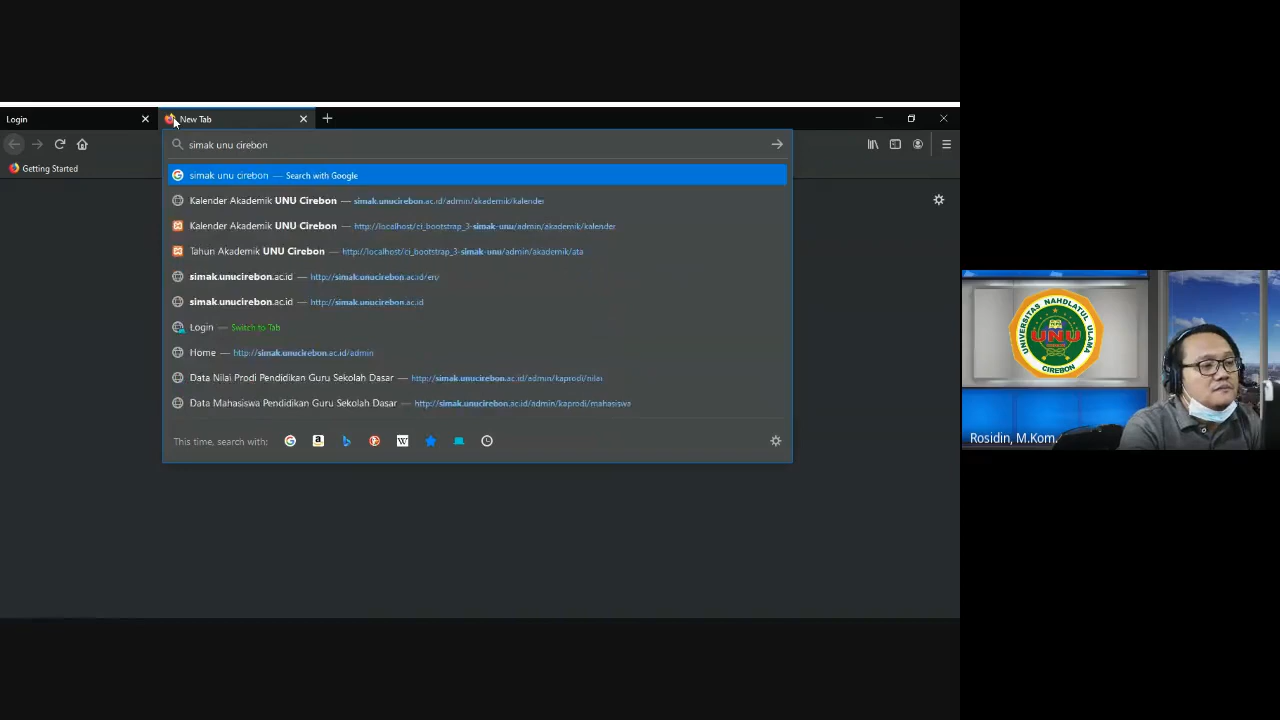 Login
New Tab
simak unu cirebon
Getting Started
simak unu cirebon — Search with Google
Kalender Akademik UNU Cirebon — simak.unucirebon.ac.id/admin/akademik/kalender
Kalender Akademik UNU Cirebon — http://localhost/ci_bootstrap_3-simak-unu/admin/akademik/kalender
Tahun Akademik UNU Cirebon — http://localhost/ci_bootstrap_3-simak-unu/admin/akademik/ata
simak.unucirebon.ac.id — http://simak.unucirebon.ac.id/en/
simak.unucirebon.ac.id — http://simak.unucirebon.ac.id
Login — Switch to Tab
Home — http://simak.unucirebon.ac.id/admin
Data Nilai Prodi Pendidikan Guru Sekolah Dasar — http://simak.unucirebon.ac.id/admin/kaprodi/nilai
Data Mahasiswa Pendidikan Guru Sekolah Dasar — http://simak.unucirebon.ac.id/admin/kaprodi/mahasiswa
This time, search with:
UNIVERSITAS NAHDLATUL ULAMA
UNU
CIREBON
Rosidin, M.Kom.